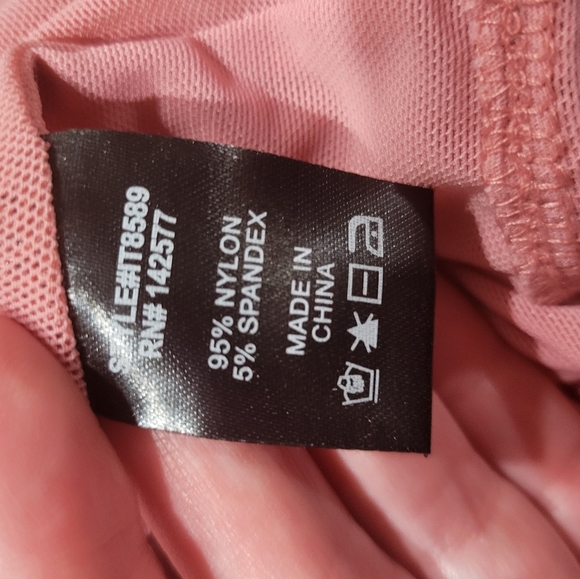 STYLE#T8589
RN# 142577
95% NYLON
5% SPANDEX
MADE IN
CHINA